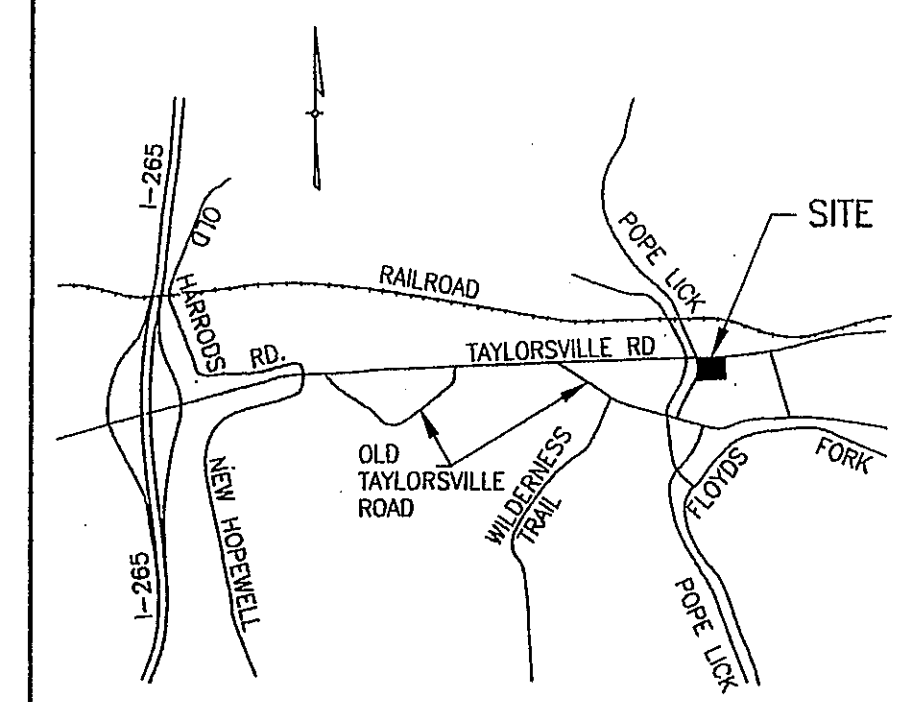 I-265
OLD
HARRODS
RD.
RAILROAD
POPE LICK
SITE
TAYLORSVILLE RD
OLD
TAYLORSVILLE
ROAD
WILDERNESS
TRAIL
NEW HOPEWELL
FLOYDS
FORK
I-265
POPE LICK